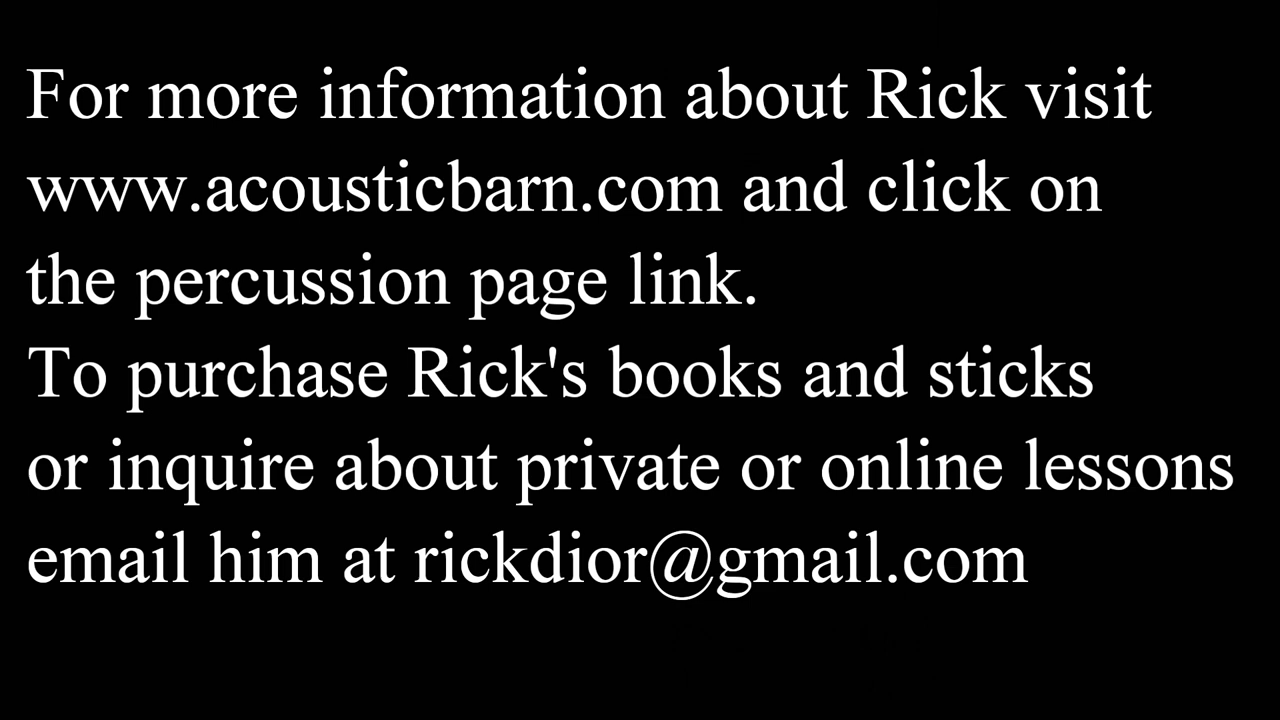 For more information about Rick visit
www.acousticbarn.com and click on
the percussion page link.
To purchase Rick's books and sticks
or inquire about private or online lessons
email him at rickdior@gmail.com